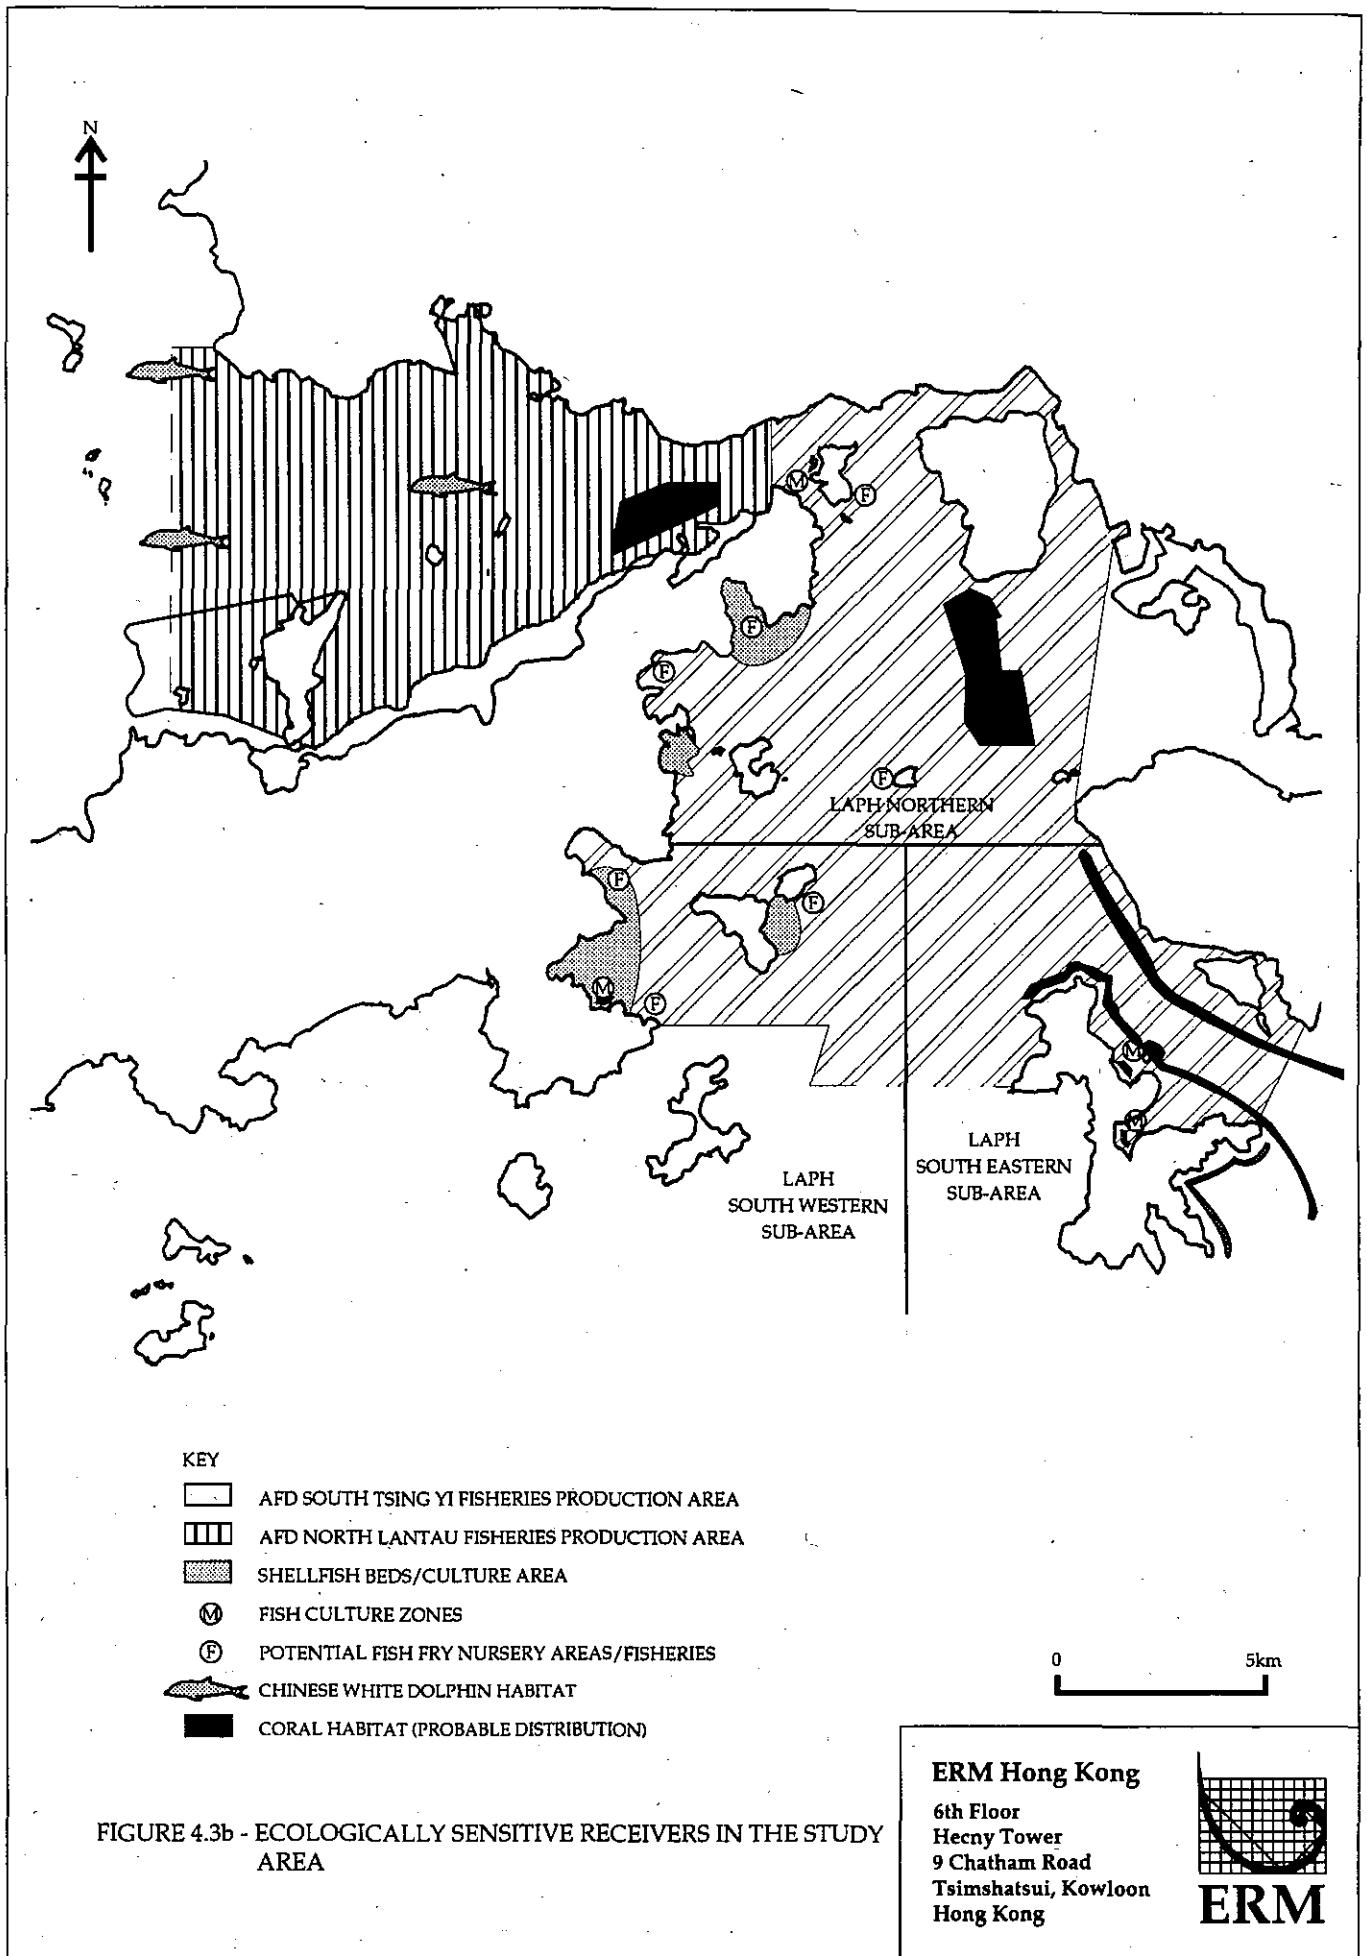 N
M
F
F
F
F
LAPH NORTHERN
SUB-AREA
F
F
M
F
M
M
LAPH
SOUTH EASTERN
SUB-AREA
LAPH
SOUTH WESTERN
SUB-AREA
KEY
AFD SOUTH TSING YI FISHERIES PRODUCTION AREA
AFD NORTH LANTAU FISHERIES PRODUCTION AREA
SHELLFISH BEDS/CULTURE AREA
M FISH CULTURE ZONES
F POTENTIAL FISH FRY NURSERY AREAS/FISHERIES
CHINESE WHITE DOLPHIN HABITAT
CORAL HABITAT (PROBABLE DISTRIBUTION)
0 5km
FIGURE 4.3b - ECOLOGICALLY SENSITIVE RECEIVERS IN THE STUDY
AREA
ERM Hong Kong
6th Floor
Hecny Tower
9 Chatham Road
Tsimshatsui, Kowloon
Hong Kong
ERM